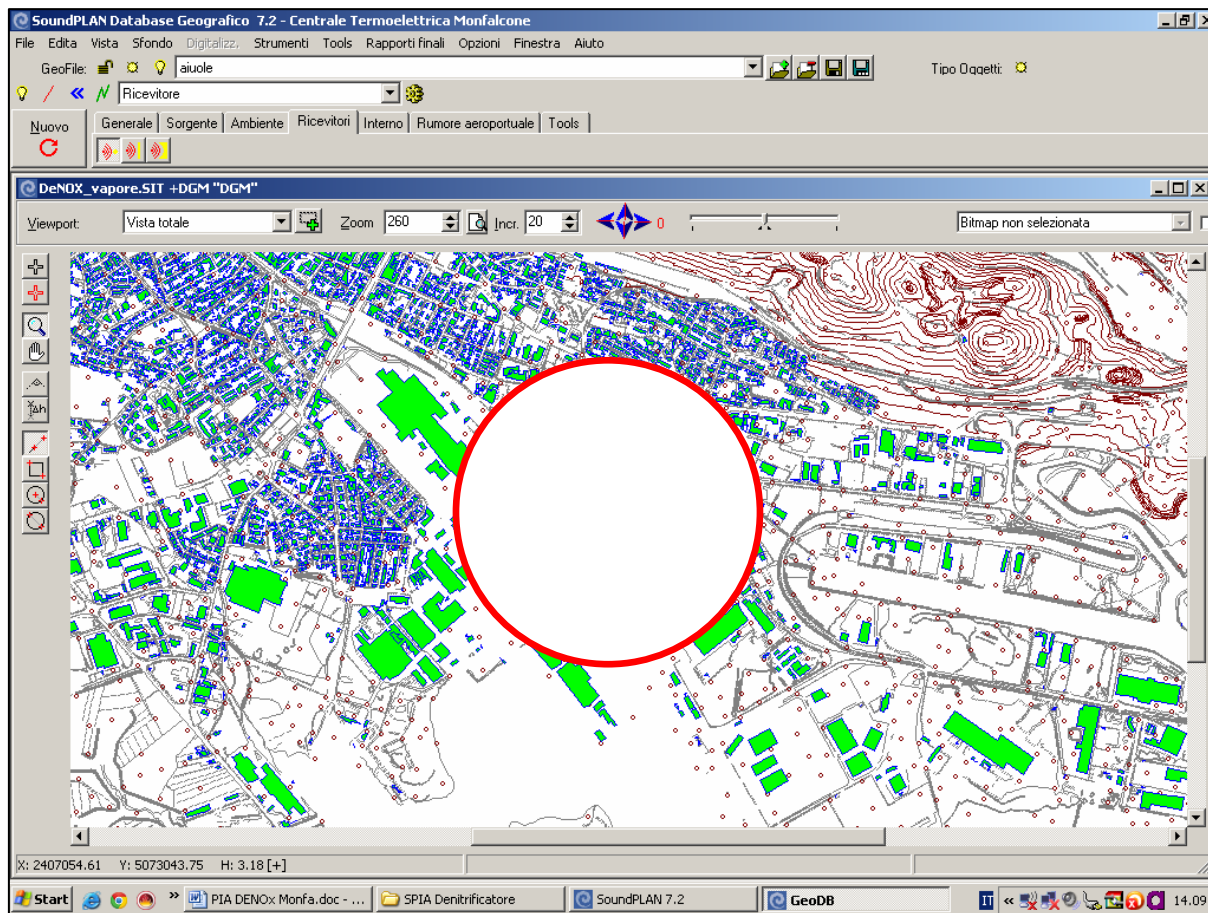 SoundPLAN Database Geografico 7.2 - Centrale Termoelettrica Monfalcone
File Edita Vista Sfondo Digitalizz. Strumenti Tools Rapporti finali Opzioni Finestra Aiuto
GeoFile: aiuole Tipo Oggetti:
Ricevitore
Nuovo Generale Sorgente Ambiente Ricevitori Interno Rumore aeroportuale Tools
DeNOX_vapore.SIT +DGM "DGM"
Viewport: Vista totale Zoom 260 Incr. 20 0 Bitmap non selezionata
Δh
X: 2407054.61 Y: 5073043.75 H: 3.18 [+]
Start » PIA DENOx Monfa.doc - ... SPIA Denitrificatore SoundPLAN 7.2 GeoDB IT « 14.09